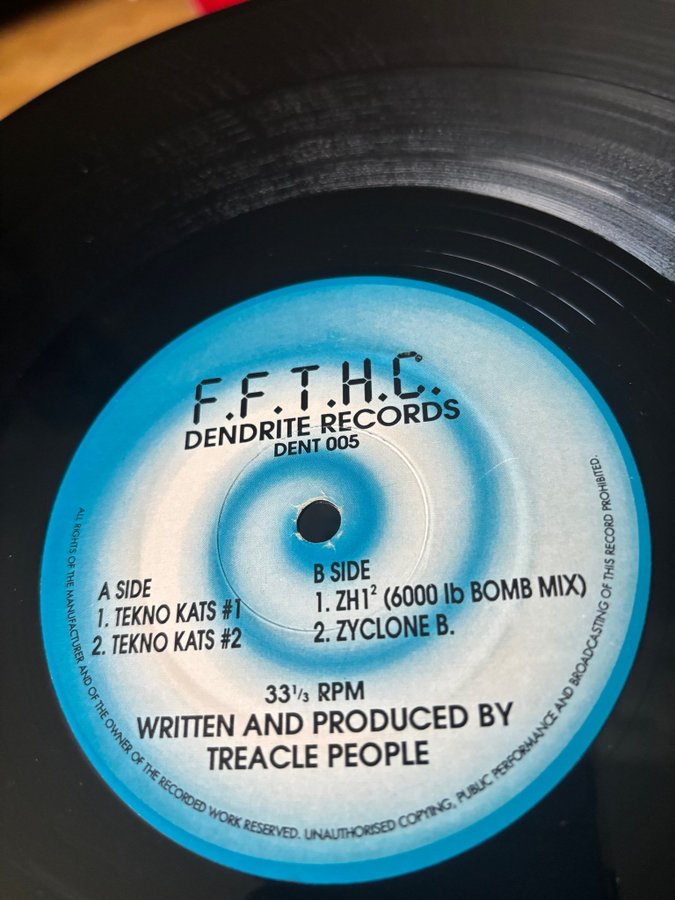 F.F.T.H.C.
DENDRITE RECORDS
DENT 005
A SIDE
1. TEKNO KATS #1
2. TEKNO KATS #2
B SIDE
1. ZH1² (6000 lb BOMB MIX)
2. ZYCLONE B.
33¹/₃ RPM
WRITTEN AND PRODUCED BY
TREACLE PEOPLE
ALL RIGHTS OF THE MANUFACTURER AND OF THE OWNER OF THE RECORDED WORK RESERVED. UNAUTHORISED COPYING, PUBLIC PERFORMANCE AND BROADCASTING OF THIS RECORD PROHIBITED.